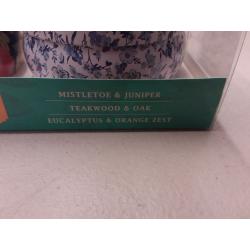 MISTLETOE & JUNIPER
TEAKWOOD & OAK
EUCALYPTUS & ORANGE ZEST